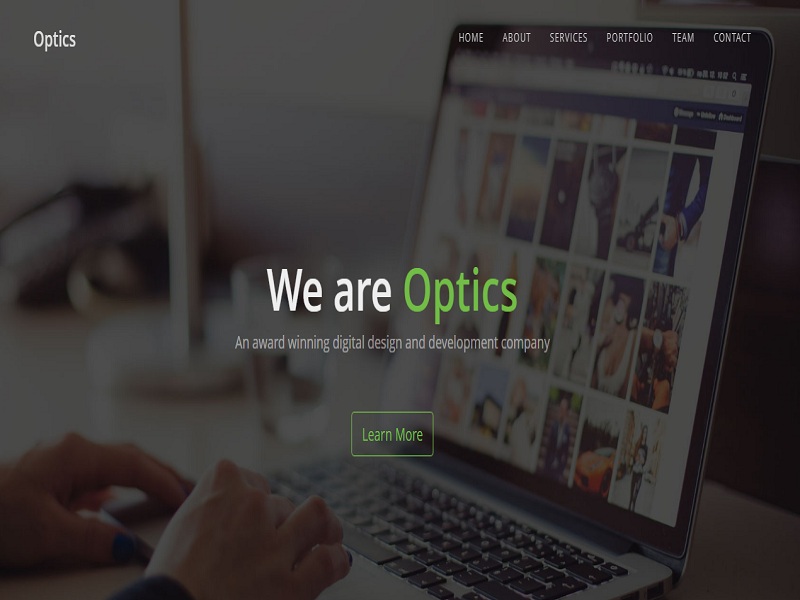 Optics
HOME ABOUT SERVICES PORTFOLIO TEAM CONTACT
We are Optics
An award winning digital design and development company
Learn More